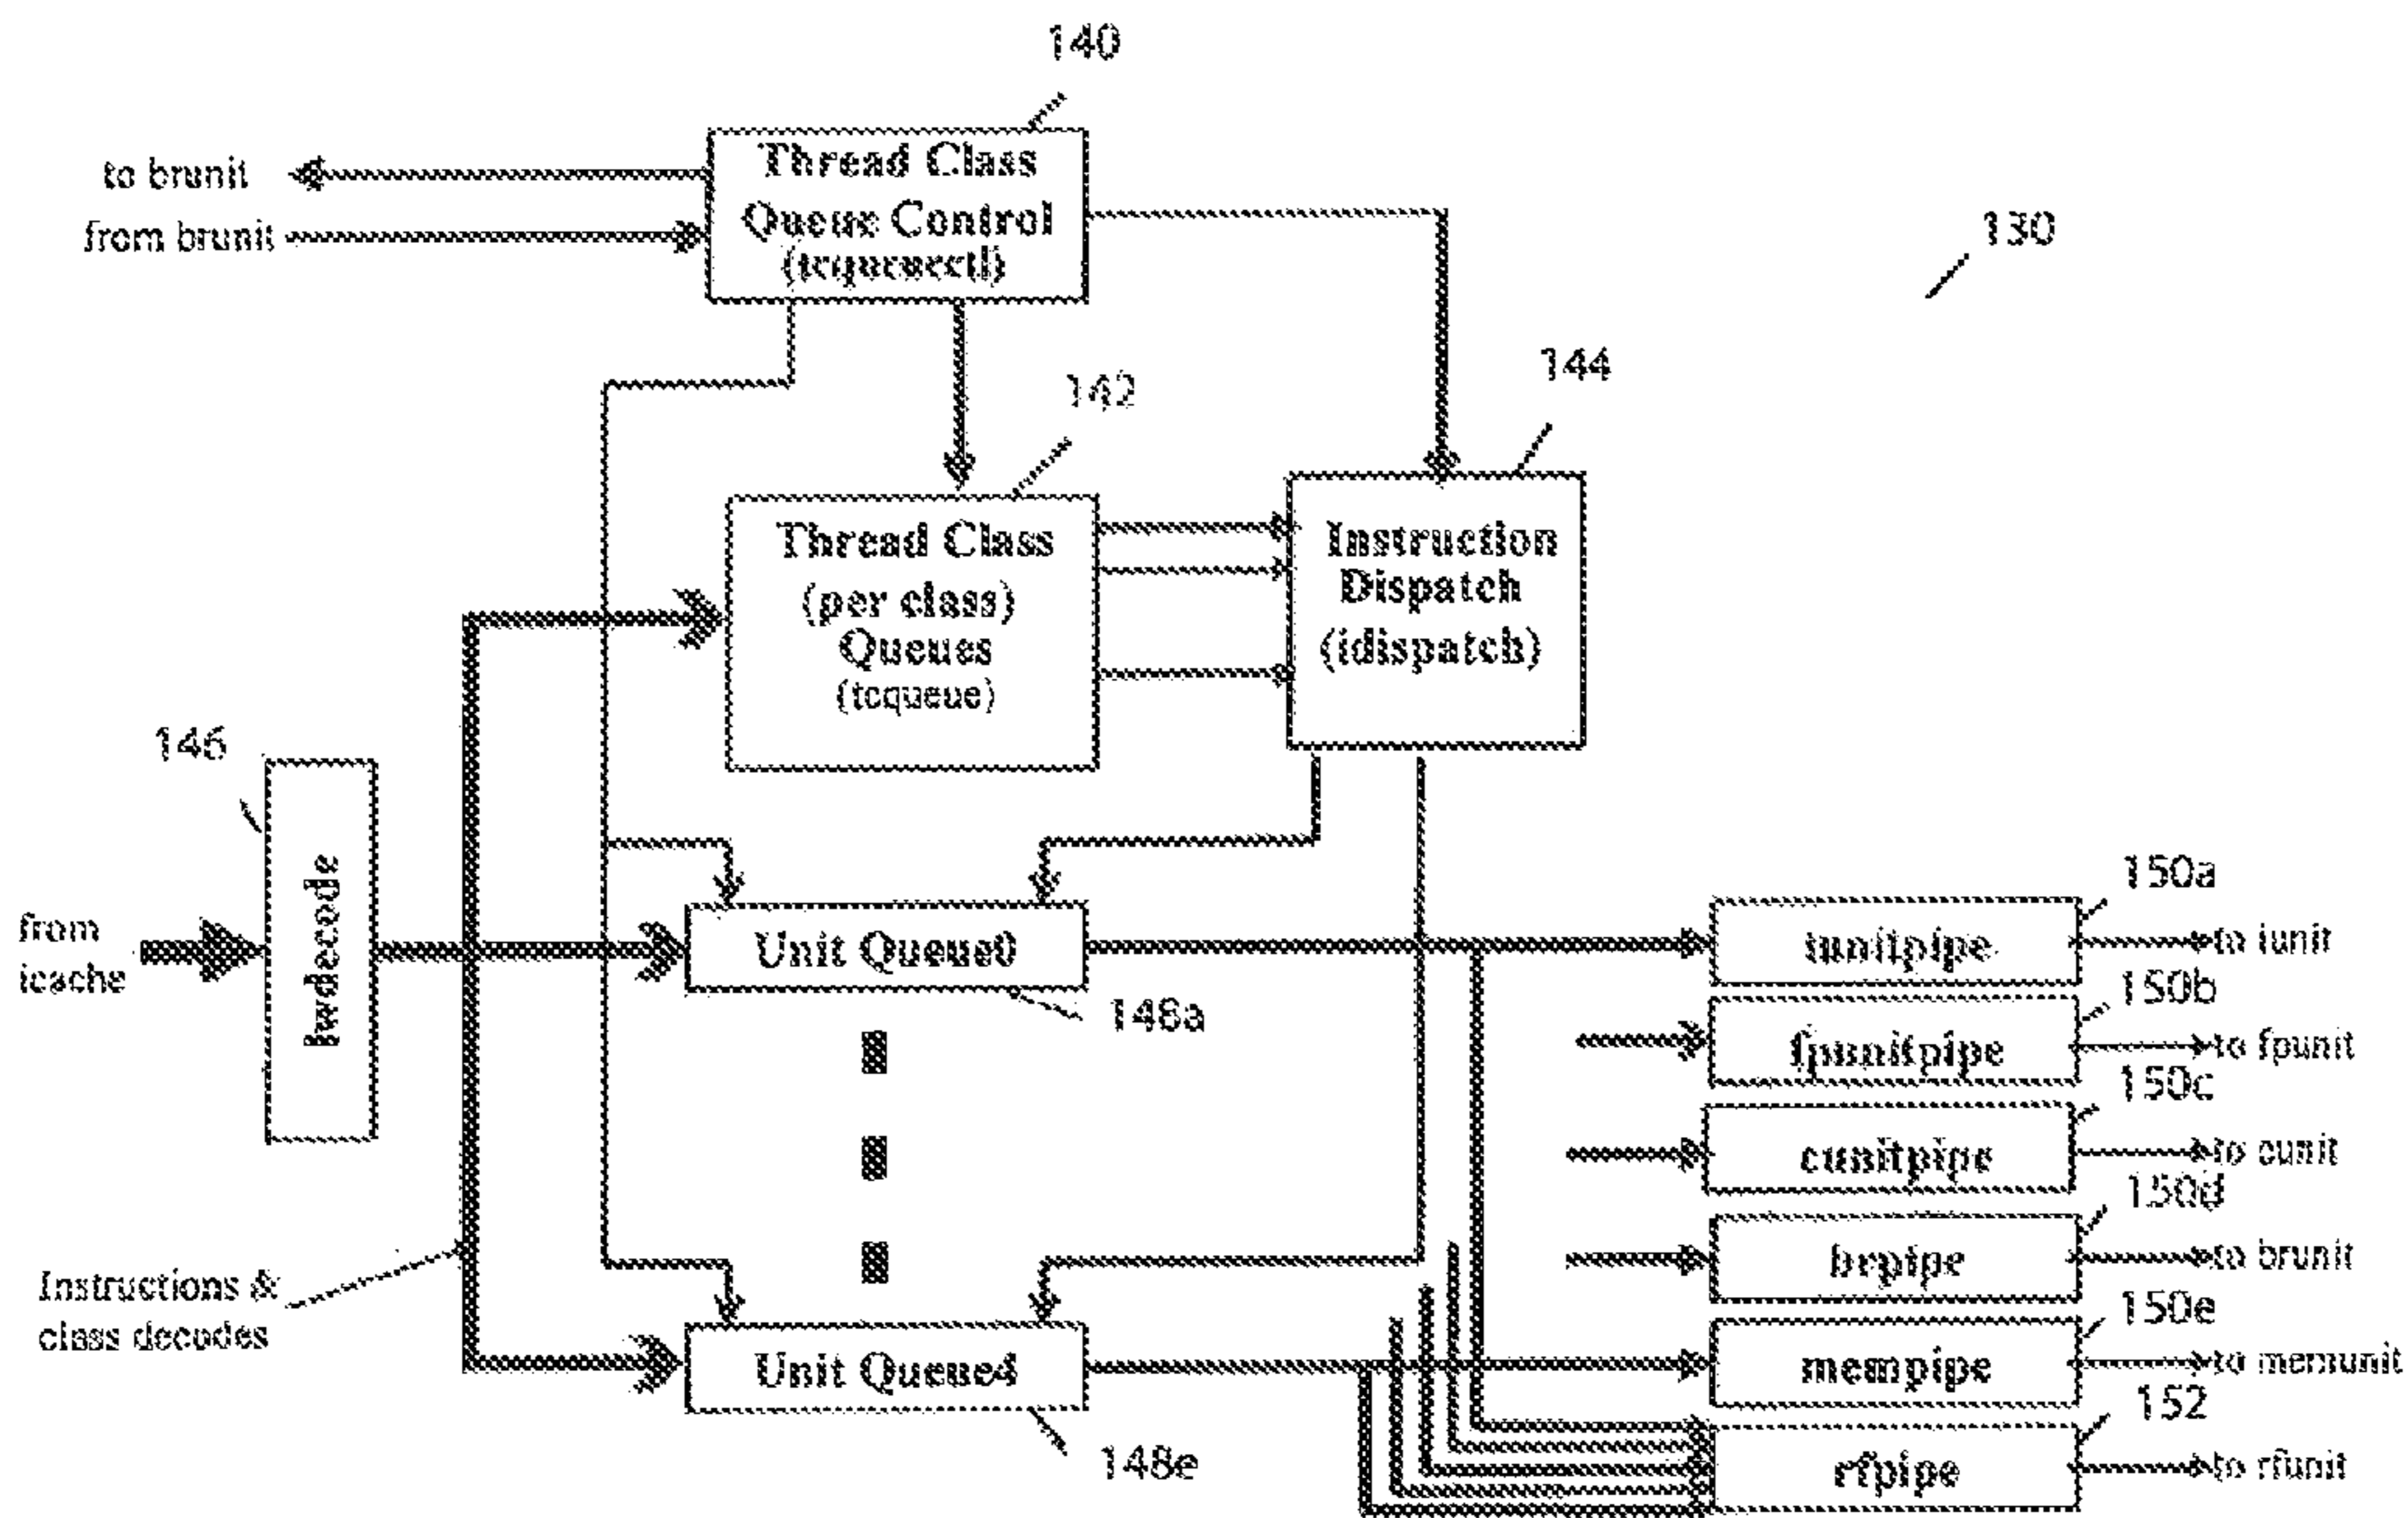 140
to brunit
Thread Class
Queue Control
(tcqueuectl)
from brunit
130
144
142
Thread Class
(per class)
Queues
(tcqueue)
Instruction
Dispatch
(idispatch)
146
lwdecode
from
icache
Unit Queue0
148a
150a
iunitpipe
to iunit
150b
fpunitpipe
to fpunit
150c
cunitpipe
to cunit
150d
brpipe
to brunit
Instructions &
class decodes
150e
Unit Queue4
148e
mempipe
to memunit
152
rfpipe
to rfunit